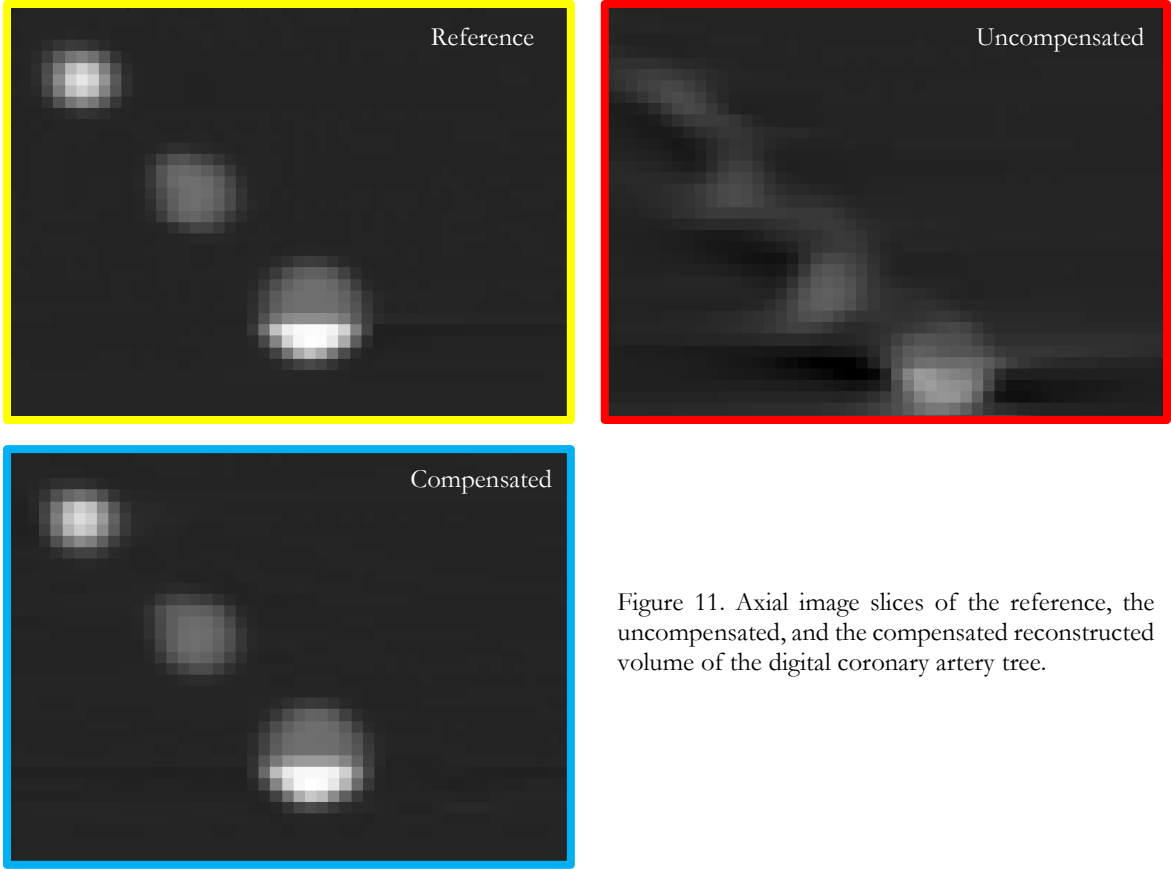 Reference
Uncompensated
Compensated
Figure 11. Axial image slices of the reference, the
uncompensated, and the compensated reconstructed
volume of the digital coronary artery tree.